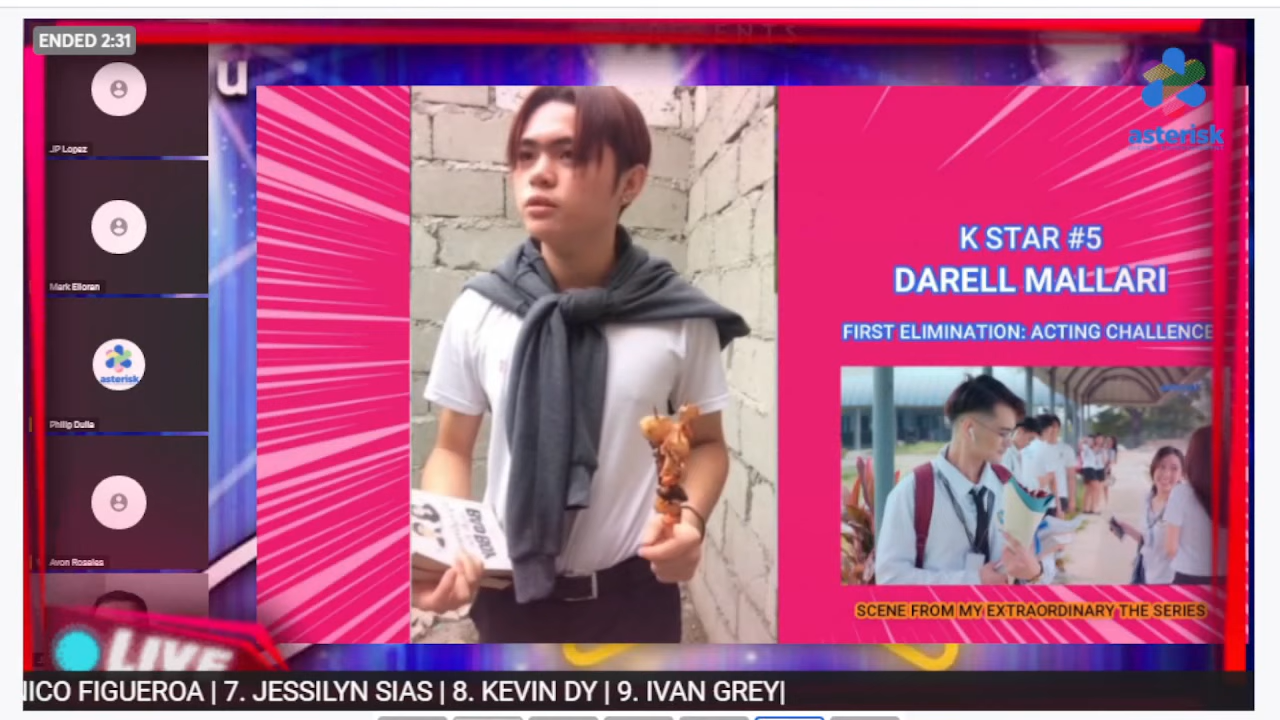 ENDED 2:31
ENTS
u
asterisk
JP Lopez
Mark Elloran
asterisk
Philip Dulla
Avon Rosales
K STAR #5
DARELL MALLARI
FIRST ELIMINATION: ACTING CHALLENCE
SCENE FROM MY EXTRAORDINARY THE SERIES
LIVE
NICO FIGUEROA | 7. JESSILYN SIAS | 8. KEVIN DY | 9. IVAN GREY|